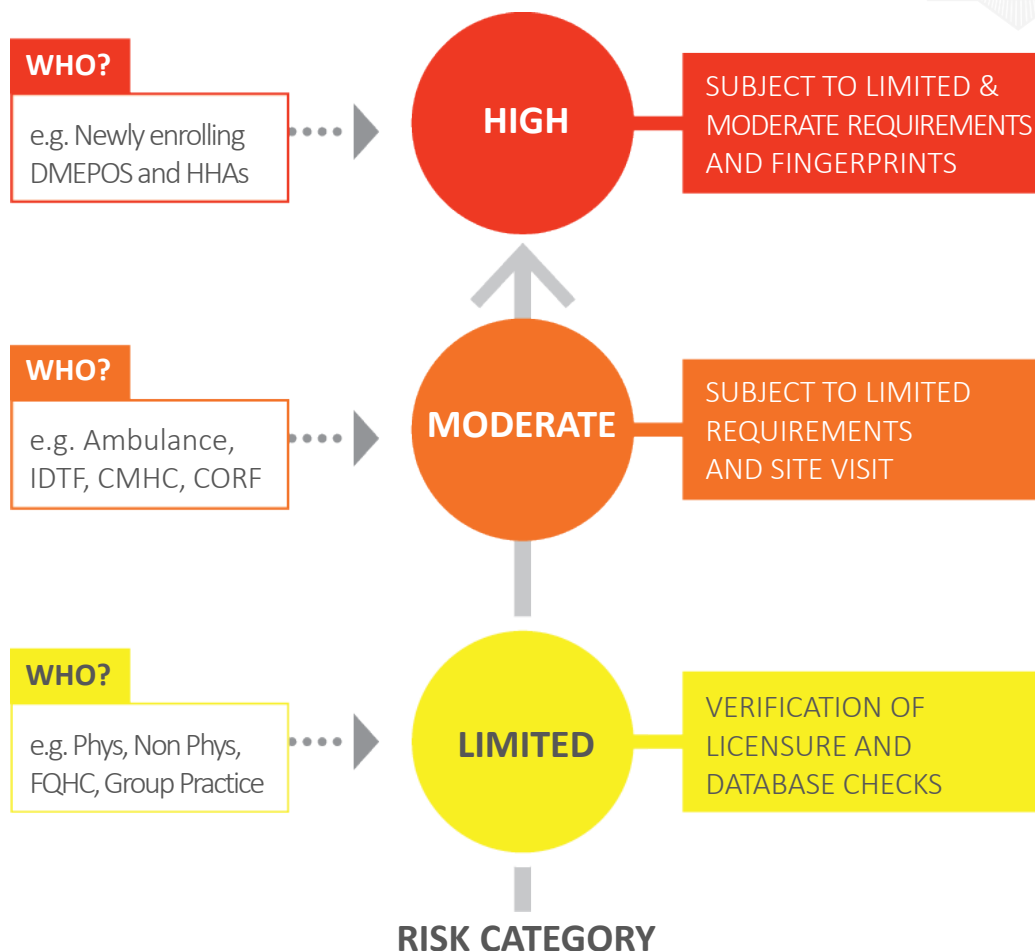 WHO?
e.g. Newly enrolling
DMEPOS and HHAs
HIGH
SUBJECT TO LIMITED &
MODERATE REQUIREMENTS
AND FINGERPRINTS
WHO?
e.g. Ambulance,
IDTF, CMHC, CORF
MODERATE
SUBJECT TO LIMITED
REQUIREMENTS
AND SITE VISIT
WHO?
e.g. Phys, Non Phys,
FQHC, Group Practice
LIMITED
VERIFICATION OF
LICENSURE AND
DATABASE CHECKS
RISK CATEGORY